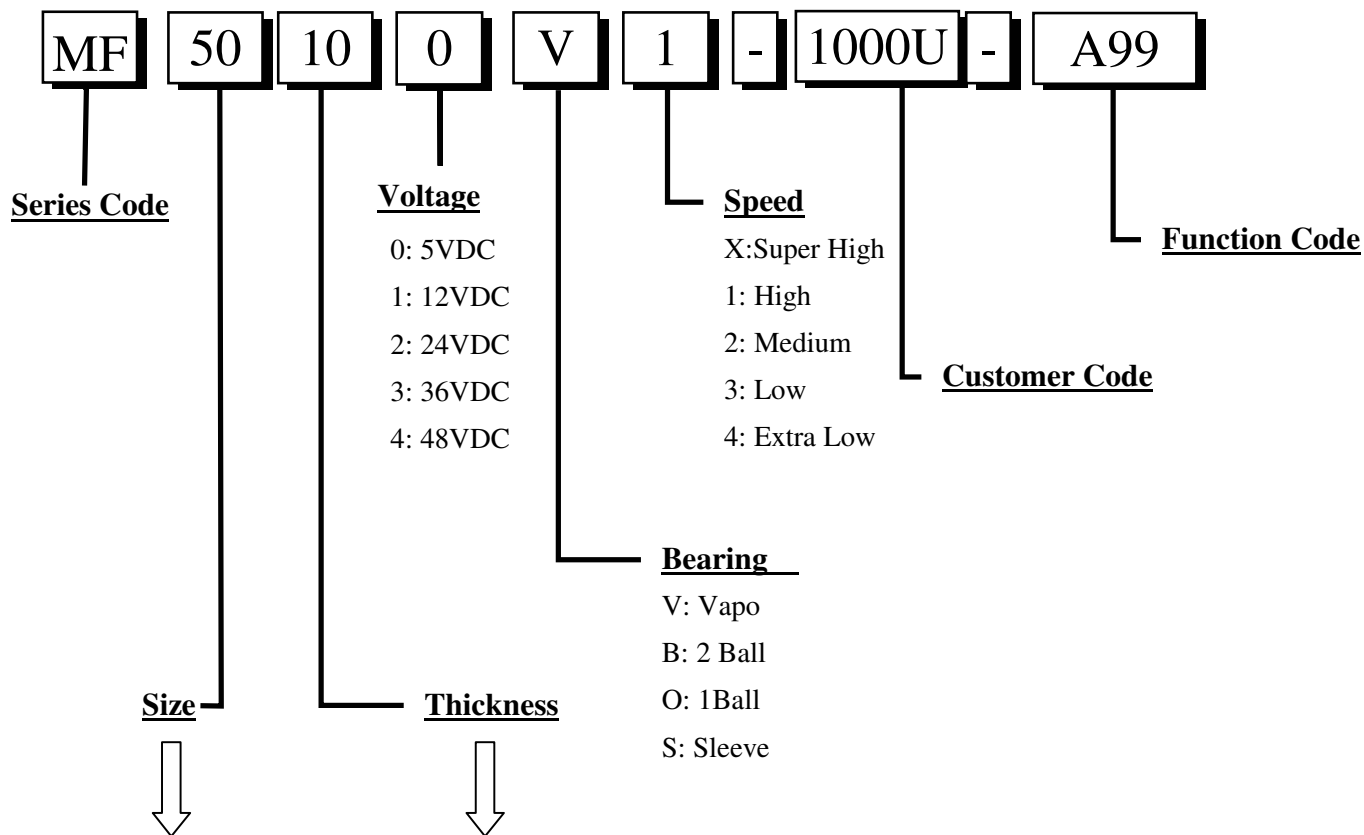 MF 50 10 0 V 1 - 1000U - A99
Series Code
Voltage
0: 5VDC
1: 12VDC
2: 24VDC
3: 36VDC
4: 48VDC
Speed
X:Super High
1: High
2: Medium
3: Low
4: Extra Low
Function Code
Customer Code
Bearing
V: Vapo
B: 2 Ball
O: 1Ball
S: Sleeve
Size
Thickness